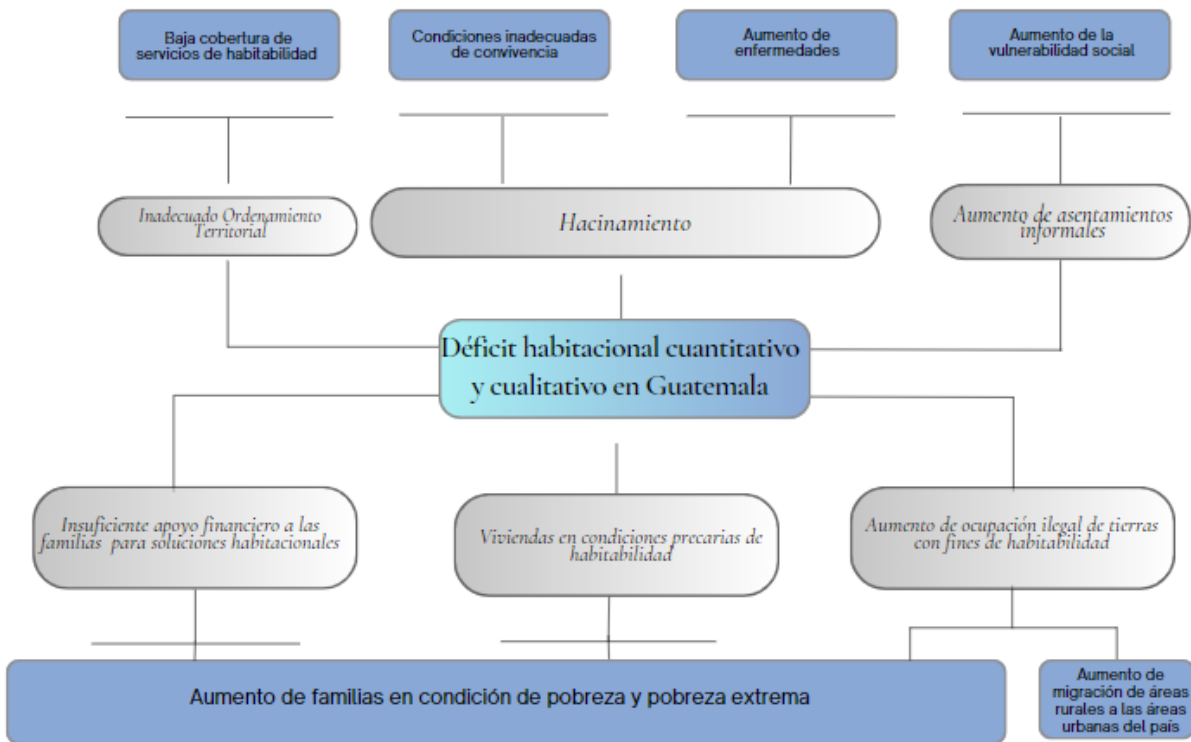 Baja cobertura de
servicios de habitabilidad
Condiciones inadecuadas
de convivencia
Aumento de
enfermedades
Aumento de la
vulnerabilidad social
Inadecuado Ordenamiento
Territorial
Hacinamiento
Aumento de asentamientos
informales
Déficit habitacional cuantitativo
y cualitativo en Guatemala
Insuficiente apoyo financiero a las
familias para soluciones habitacionales
Viviendas en condiciones precarias de
habitabilidad
Aumento de ocupación ilegal de tierras
con fines de habitabilidad
Aumento de familias en condición de pobreza y pobreza extrema
Aumento de
migración de áreas
rurales a las áreas
urbanas del país